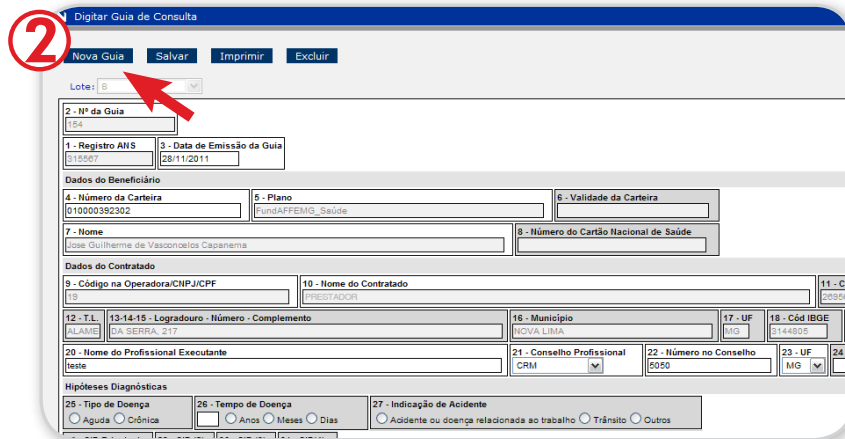 Digitar Guia de Consulta
2
Nova Guia Salvar Imprimir Excluir
Lote: 8
2 - Nº da Guia
154
1 - Registro ANS 3 - Data de Emissão da Guia
315567 28/11/2011
Dados do Beneficiário
4 - Número da Carteira 5 - Plano 6 - Validade da Carteira
010000392302 FundAFFEMG_Saúde
7 - Nome 8 - Número do Cartão Nacional de Saúde
Jose Guilherme de Vasconcelos Capanema
Dados do Contratado
9 - Código na Operadora/CNPJ/CPF 10 - Nome do Contratado 11 - C
19 PRESTADOR 26956
12 - T.L. 13-14-15 - Logradouro - Número - Complemento 16 - Município 17 - UF 18 - Cód IBGE
ALAME DA SERRA, 217 NOVA LIMA MG 3144805
20 - Nome do Profissional Executante 21 - Conselho Profissional 22 - Número no Conselho 23 - UF 24
teste CRM 5050 MG
Hipóteses Diagnósticas
25 - Tipo de Doença 26 - Tempo de Doença 27 - Indicação de Acidente
Aguda Crônica Anos Meses Dias Acidente ou doença relacionada ao trabalho Trânsito Outros